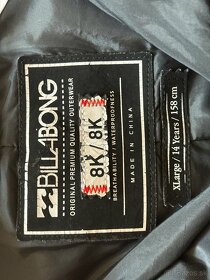 BILLABONG
ORIGINAL PREMIUM QUALITY OUTERWEAR
8K / 8K
BREATHABILITY / WATERPROOFNESS
MADE IN CHINA
XLarge / 14 Years / 158 cm